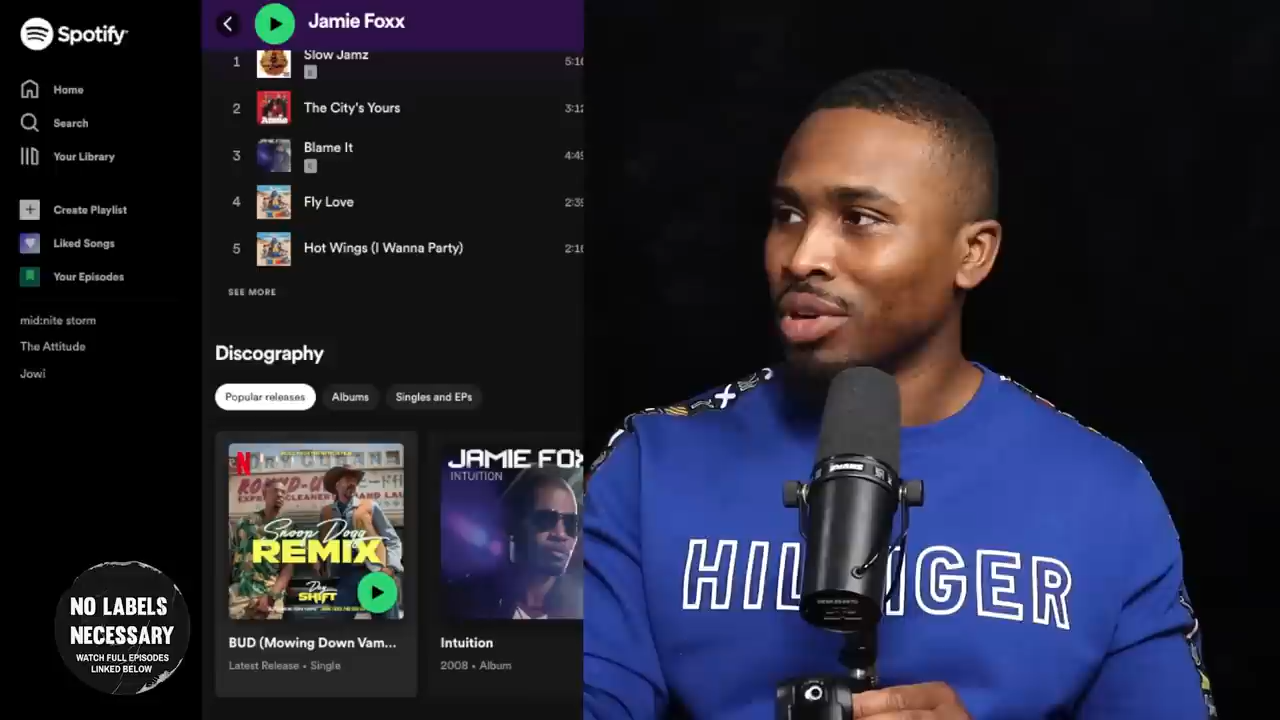 Spotify
Home
Search
Your Library
Create Playlist
Liked Songs
Your Episodes
mid:nite storm
The Attitude
Jowi
NO LABELS
NECESSARY
WATCH FULL EPISODES
LINKED BELOW
Jamie Foxx
1 Slow Jamz 5:16
E
2 The City's Yours 3:12
3 Blame It 4:49
E
4 Fly Love 2:39
5 Hot Wings (I Wanna Party) 2:16
SEE MORE
Discography
Popular releases Albums Singles and EPs
N
Snoop Dogg
REMIX
Day
SHIFT
BUD (Mowing Down Vam...
Latest Release • Single
JAMIE FOX
INTUITION
Intuition
2008 • Album
HIL IGER